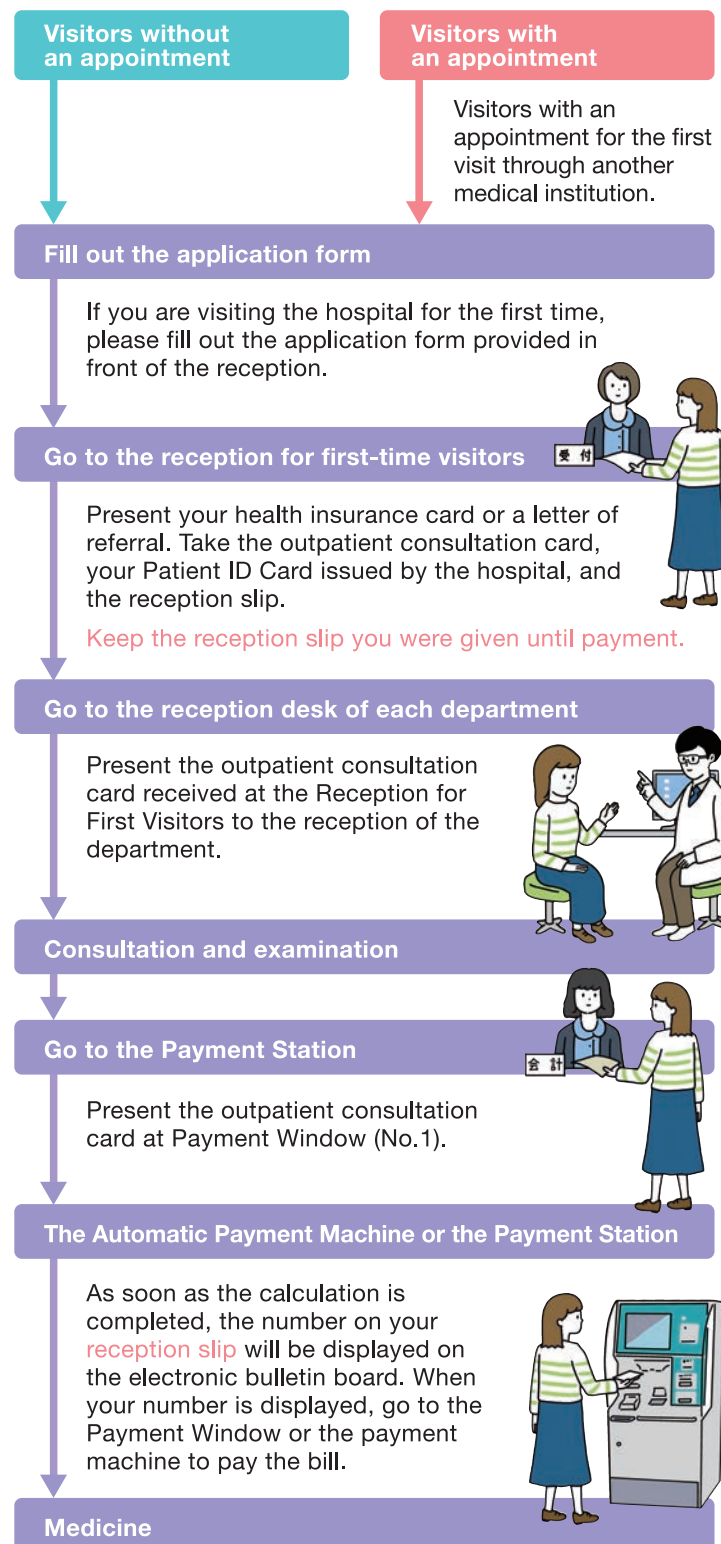 Visitors without
an appointment
Visitors with
an appointment
Visitors with an
appointment for the first
visit through another
medical institution.
Fill out the application form
If you are visiting the hospital for the first time,
please fill out the application form provided in
front of the reception.
受付
Go to the reception for first-time visitors
Present your health insurance card or a letter of
referral. Take the outpatient consultation card,
your Patient ID Card issued by the hospital, and
the reception slip.
Keep the reception slip you were given until payment.
Go to the reception desk of each department
Present the outpatient consultation
card received at the Reception for
First Visitors to the reception of the
department.
Consultation and examination
Go to the Payment Station
会計
Present the outpatient consultation
card at Payment Window (No.1).
The Automatic Payment Machine or the Payment Station
As soon as the calculation is
completed, the number on your
reception slip will be displayed on
the electronic bulletin board. When
your number is displayed, go to the
Payment Window or the payment
machine to pay the bill.
Medicine